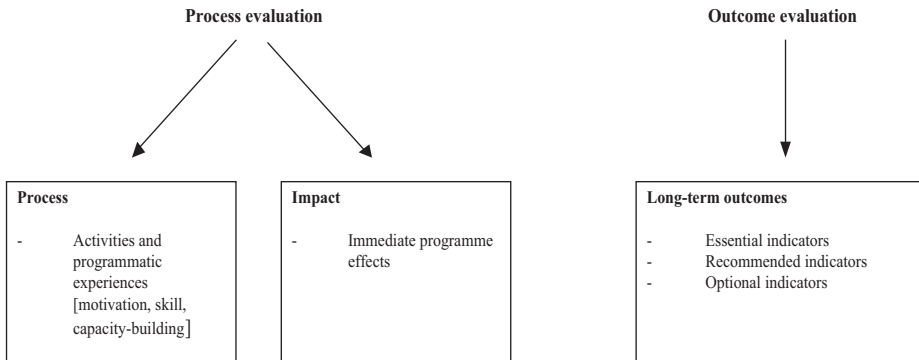 Process evaluation
Outcome evaluation
Process
- Activities and
programmatic
experiences
[motivation, skill,
capacity-building]
Impact
- Immediate programme
effects
Long-term outcomes
- Essential indicators
- Recommended indicators
- Optional indicators